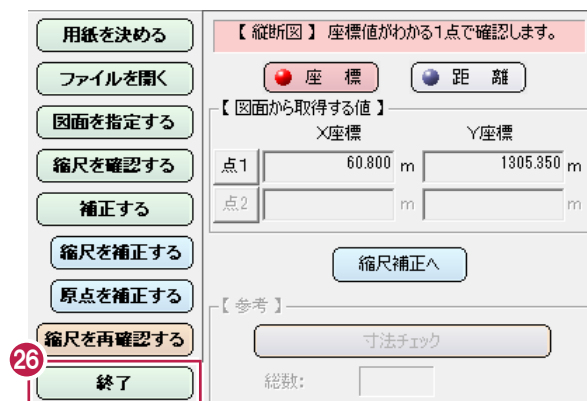 用紙を決める
ファイルを開く
図面を指定する
縮尺を確認する
補正する
縮尺を補正する
原点を補正する
縮尺を再確認する
26
終了
【 縦断図 】 座標値がわかる1点で確認します。
座 標 距 離
【 図面から取得する値 】
X座標 Y座標
点1 60.800 m 1305.350 m
点2 m m
縮尺補正へ
【 参考 】
寸法チェック
総数: